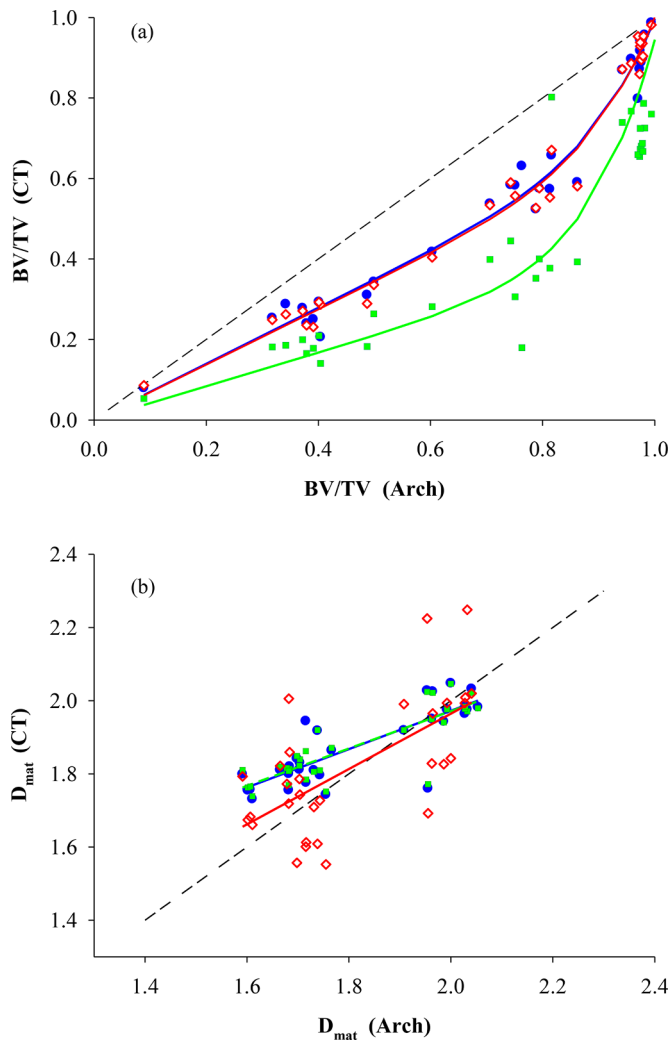 (a)
1.0
0.8
0.6
0.4
0.2
0.0
BV/TV (CT)
0.0 0.2 0.4 0.6 0.8 1.0
BV/TV (Arch)
(b)
2.4
2.2
2.0
1.8
1.6
1.4
Dmat (CT)
1.4 1.6 1.8 2.0 2.2 2.4
Dmat (Arch)